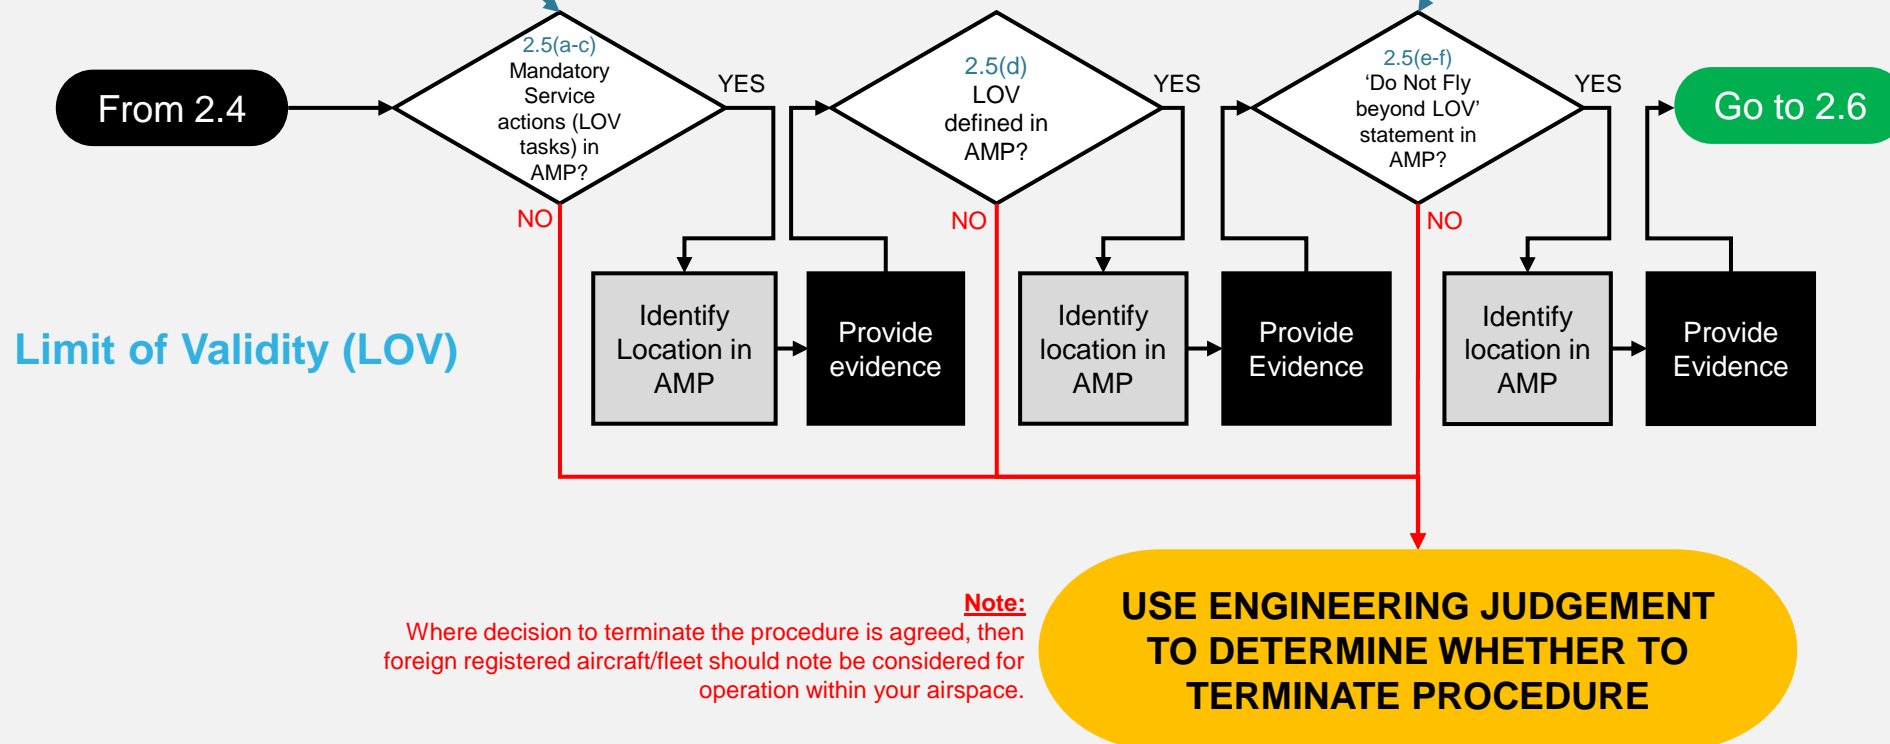 From 2.4
2.5(a-c)
Mandatory
Service
actions (LOV
tasks) in
AMP?
YES
NO
Identify
Location in
AMP
Provide
evidence
2.5(d)
LOV
defined in
AMP?
YES
NO
Identify
location in
AMP
Provide
Evidence
2.5(e-f)
‘Do Not Fly
beyond LOV’
statement in
AMP?
YES
NO
Identify
location in
AMP
Provide
Evidence
Go to 2.6
Limit of Validity (LOV)
Note:
Where decision to terminate the procedure is agreed, then
foreign registered aircraft/fleet should note be considered for
operation within your airspace.
USE ENGINEERING JUDGEMENT
TO DETERMINE WHETHER TO
TERMINATE PROCEDURE